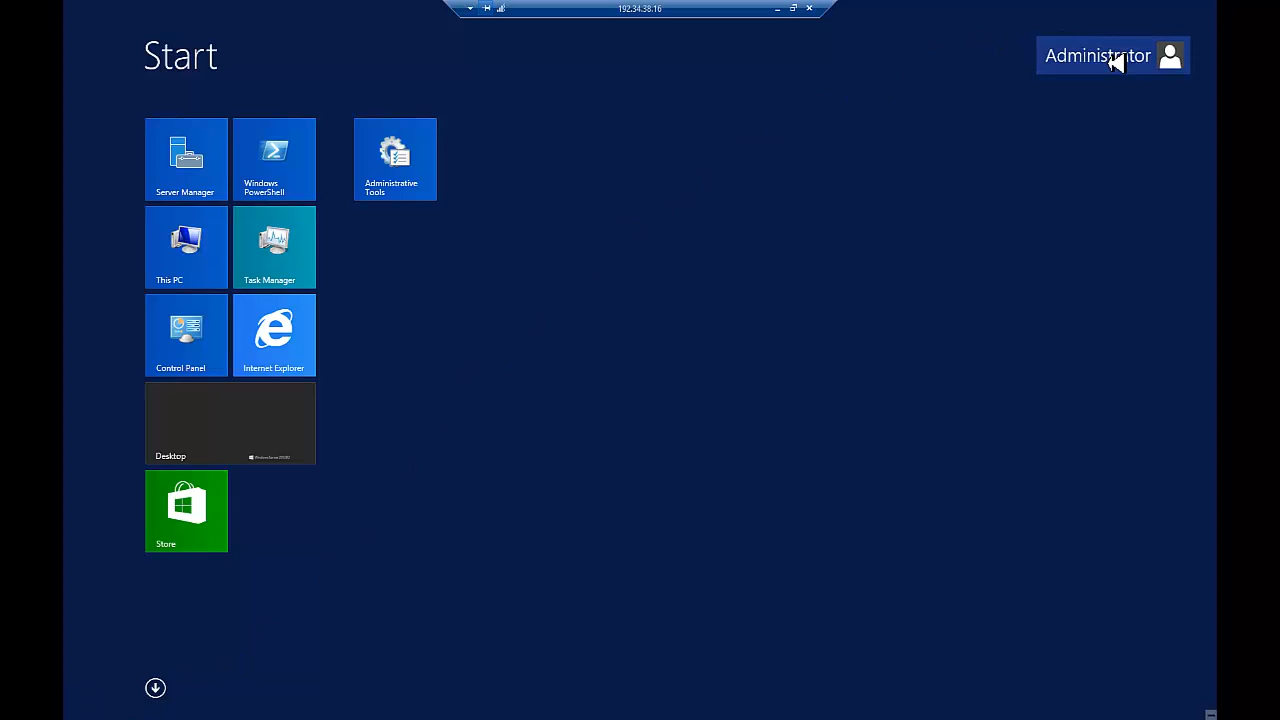 192.34.38.16
Start
Administrator
Server Manager
Windows
PowerShell
Administrative
Tools
This PC
Task Manager
Control Panel
Internet Explorer
Desktop
Store